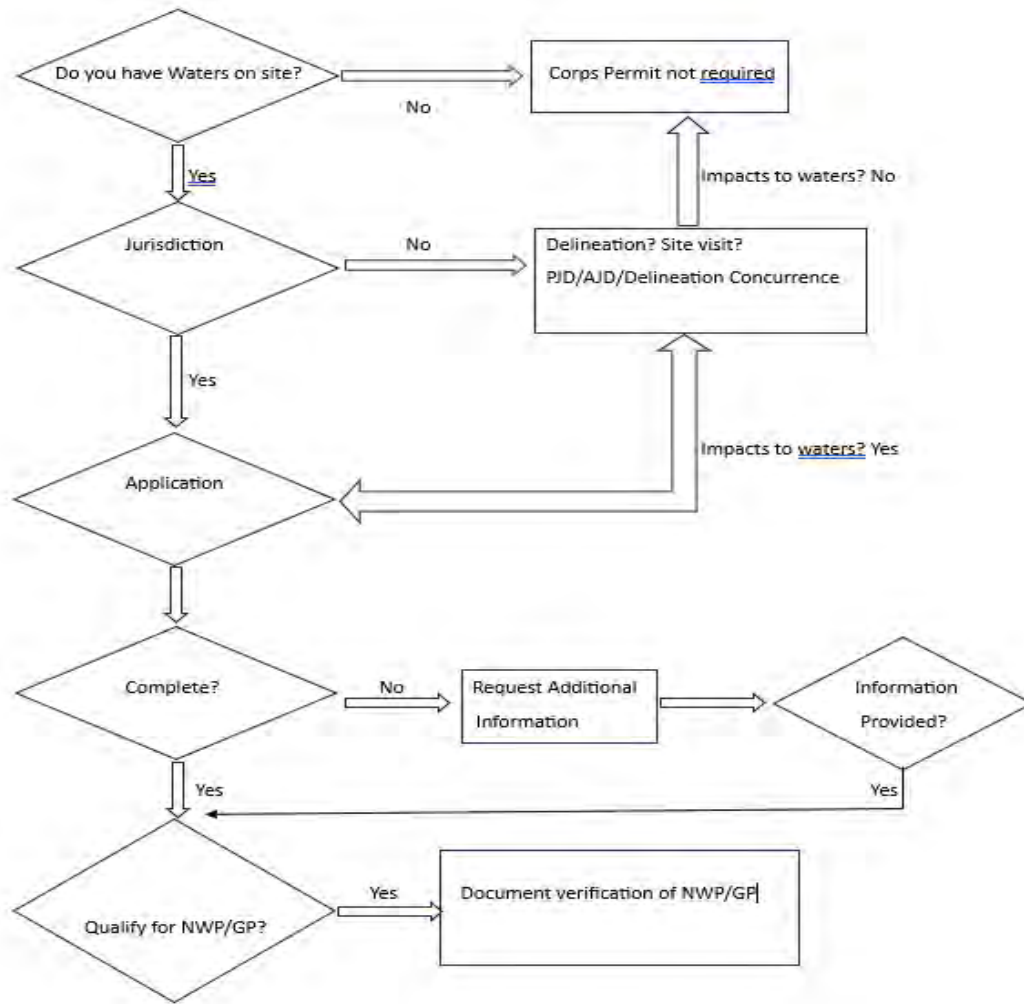 Do you have Waters on site?
No
Corps Permit not required
Yes
Impacts to waters? No
Jurisdiction
No
Delineation? Site visit?
PJD/AJD/Delineation Concurrence
Yes
Impacts to waters? Yes
Application
Complete?
No
Request Additional
Information
Information
Provided?
Yes
Yes
Qualify for NWP/GP?
Yes
Document verification of NWP/GP